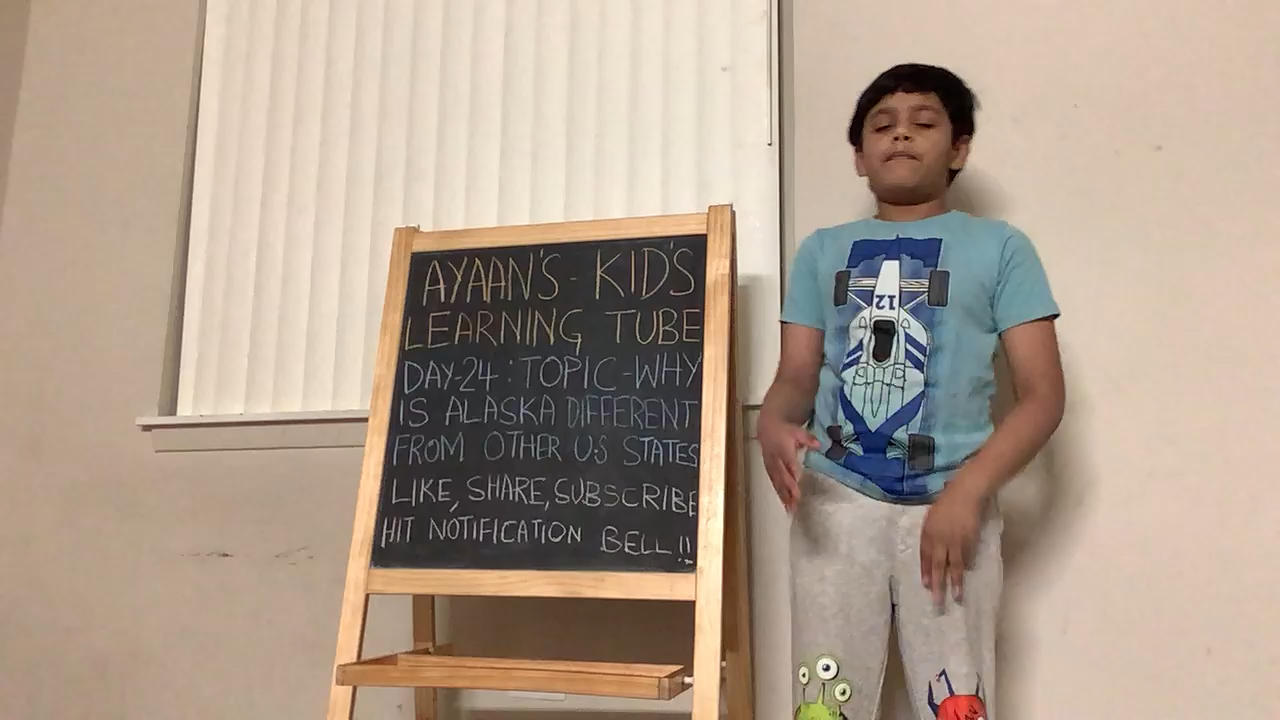 AYAAN'S - KID'S
LEARNING TUBE
DAY-24 : TOPIC-WHY
IS ALASKA DIFFERENT
FROM OTHER U.S STATES
LIKE, SHARE, SUBSCRIBE
HIT NOTIFICATION BELL!!
12